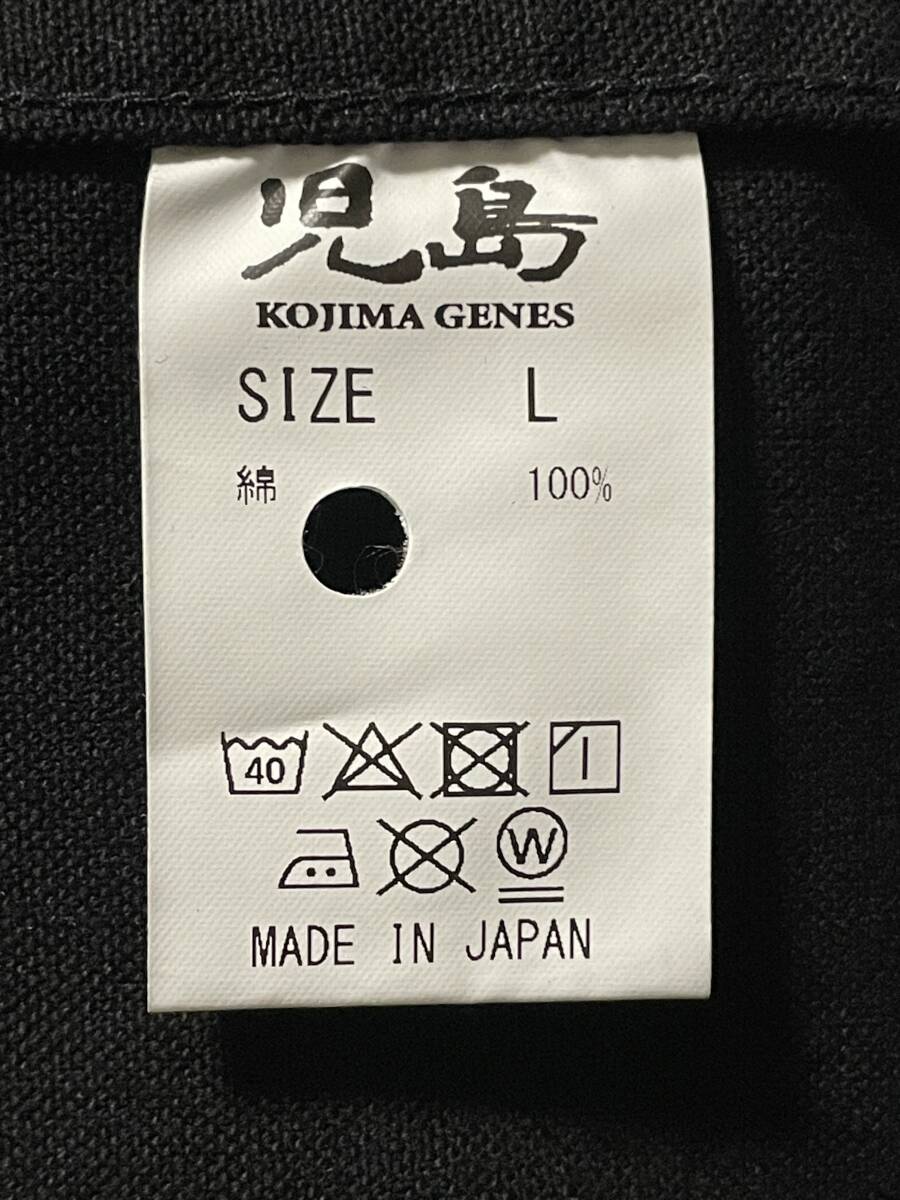 児島
KOJIMA GENES
SIZE L
綿 100%
40
W
MADE IN JAPAN